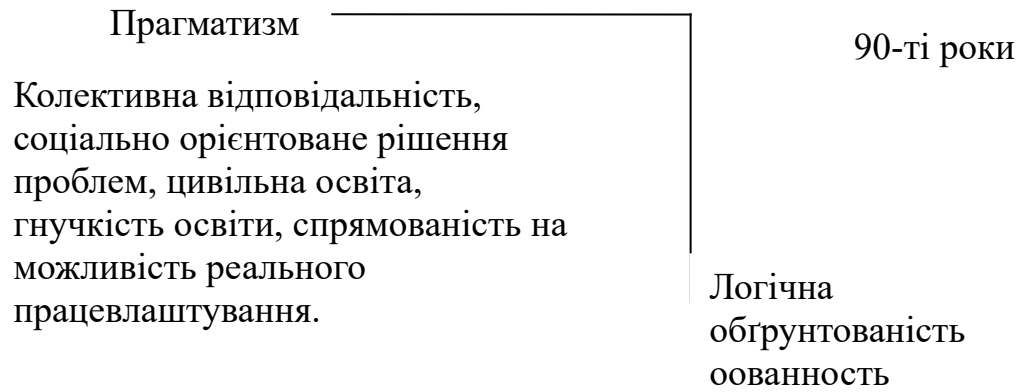 Прагматизм
90-ті роки
Колективна відповідальність,
соціально орієнтоване рішення
проблем, цивільна освіта,
гнучкість освіти, спрямованість на
можливість реального
працевлаштування.
Логічна
обґрунтованість
оованность